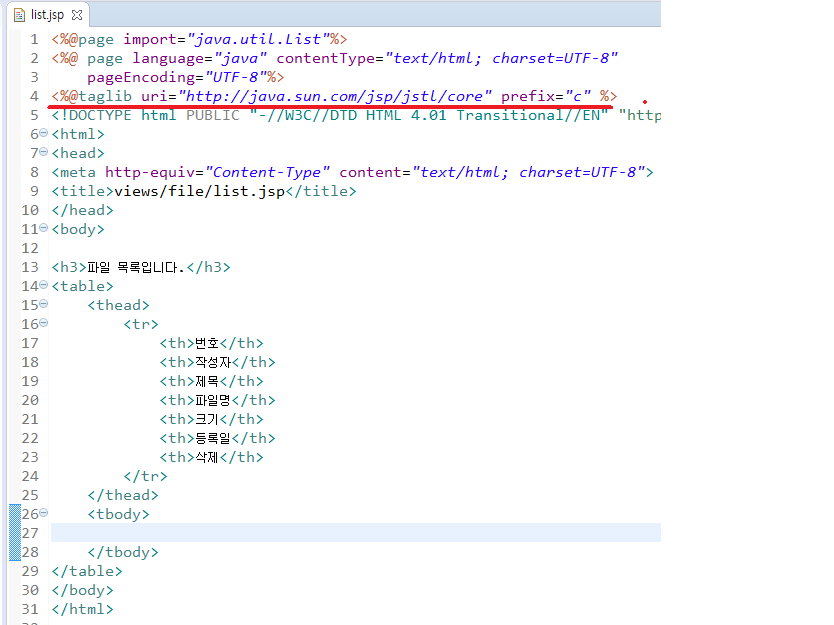 list.jsp
1 <%@page import="java.util.List"%>
2 <%@ page language="java" contentType="text/html; charset=UTF-8"
3     pageEncoding="UTF-8"%>
4 <%@taglib uri="http://java.sun.com/jsp/jstl/core" prefix="c" %>
5 <!DOCTYPE html PUBLIC "-//W3C//DTD HTML 4.01 Transitional//EN" "http
6 <html>
7 <head>
8 <meta http-equiv="Content-Type" content="text/html; charset=UTF-8">
9 <title>views/file/list.jsp</title>
10 </head>
11 <body>
12
13 <h3>파일 목록입니다.</h3>
14 <table>
15     <thead>
16         <tr>
17             <th>번호</th>
18             <th>작성자</th>
19             <th>제목</th>
20             <th>파일명</th>
21             <th>크기</th>
22             <th>등록일</th>
23             <th>삭제</th>
24         </tr>
25     </thead>
26     <tbody>
27
28     </tbody>
29 </table>
30 </body>
31 </html>